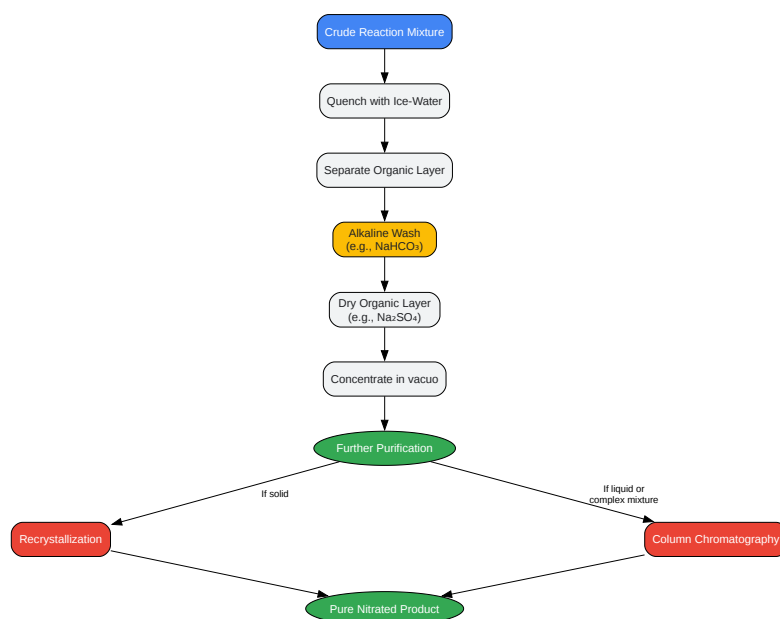 Crude Reaction Mixture
Quench with Ice-Water
Separate Organic Layer
Alkaline Wash
(e.g., NaHCO₃)
Dry Organic Layer
(e.g., Na₂SO₄)
Concentrate in vacuo
Further Purification
If solid
If liquid or
complex mixture
Recrystallization
Column Chromatography
Pure Nitrated Product